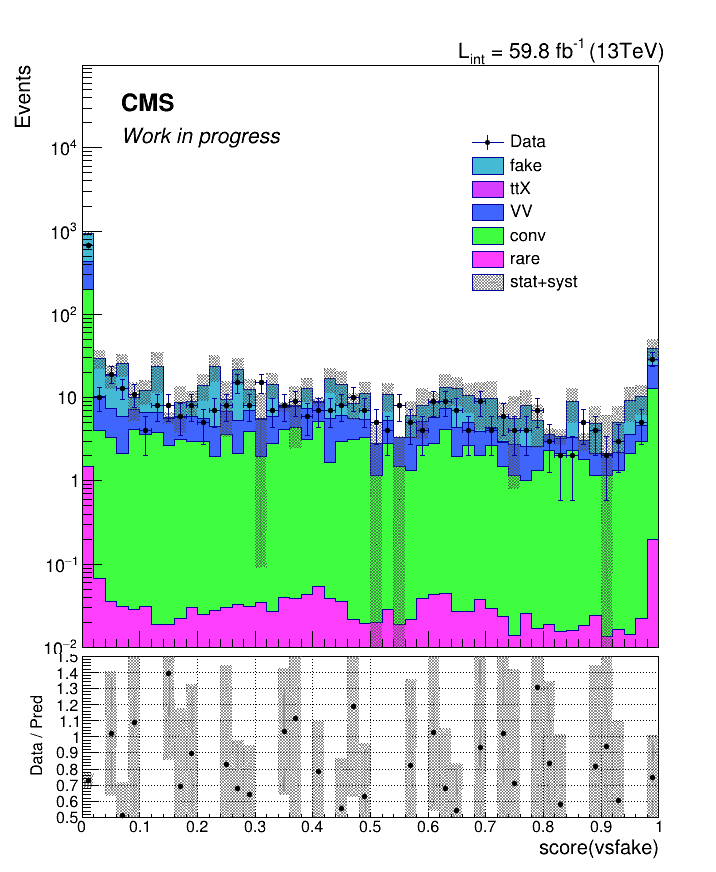 L_int = 59.8 fb^-1 (13TeV)
Events
CMS
Work in progress
Data
fake
ttX
VV
conv
rare
stat+syst
10^4
10^3
10^2
10
1
10^−1
10^−2
Data / Pred
1.5
1.4
1.3
1.2
1.1
1
0.9
0.8
0.7
0.6
0.5
0 0.1 0.2 0.3 0.4 0.5 0.6 0.7 0.8 0.9 1
score(vsfake)